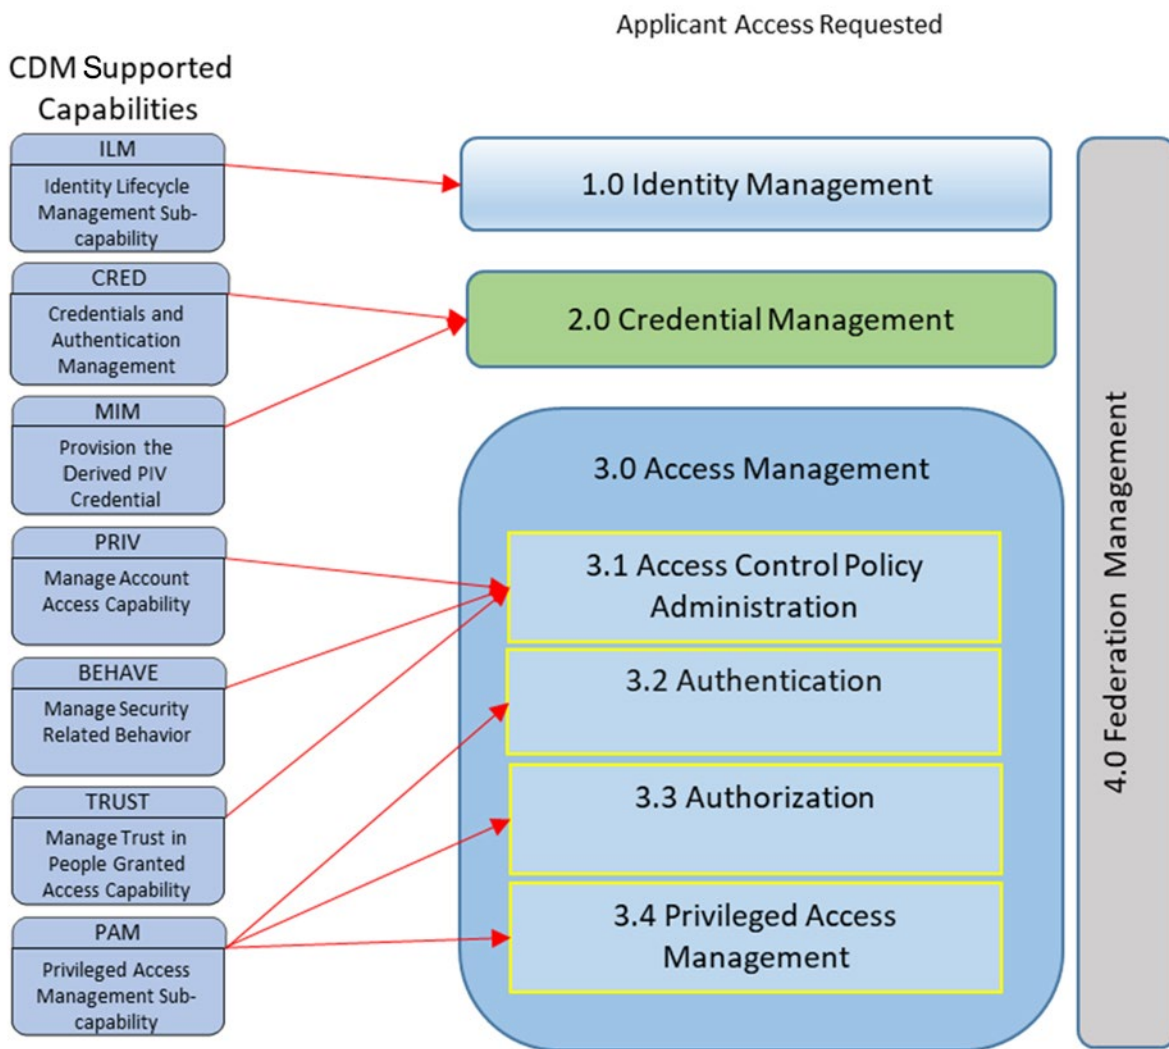 Applicant Access Requested
CDM Supported
Capabilities
ILM
Identity Lifecycle
Management Sub-
capability
CRED
Credentials and
Authentication
Management
MIM
Provision the
Derived PIV
Credential
PRIV
Manage Account
Access Capability
BEHAVE
Manage Security
Related Behavior
TRUST
Manage Trust in
People Granted
Access Capability
PAM
Privileged Access
Management Sub-
capability
1.0 Identity Management
2.0 Credential Management
3.0 Access Management
3.1 Access Control Policy
Administration
3.2 Authentication
3.3 Authorization
3.4 Privileged Access
Management
4.0 Federation Management